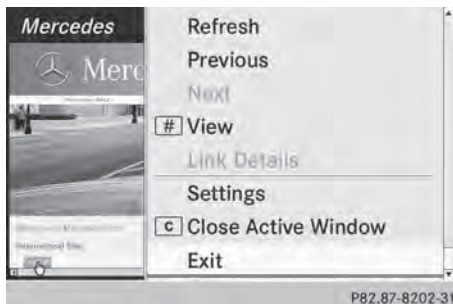 Mercedes
Merc
Refresh
Previous
Next
# View
Link Details
Settings
C Close Active Window
Exit
P82.87-8202-31